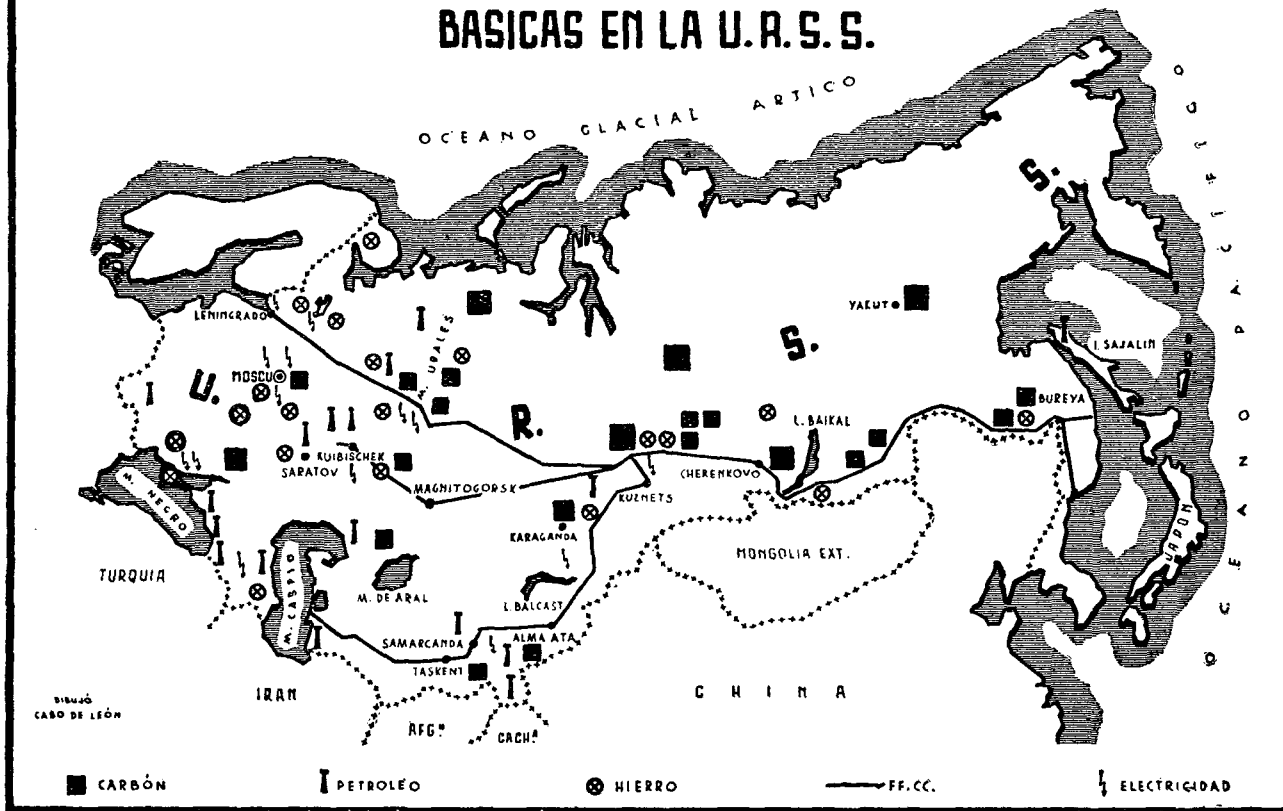 BASICAS EN LA U.R.S.S.
OCEANO GLACIAL ARTICO
OCEANO PACIFICO
U. R. S. S.
LENINGRADO
MOSCU
M. URALES
YAKUT
I. SAJALIN
BUREYA
L. BAIKAL
CHERENKOVO
KUZNETS
KUIBISCHEK
SARATOV
MAGNITOGORSK
KARAGANDA
M. NEGRO
TURQUIA
M. CASPIO
M. DE ARAL
L. BALCAST
MONGOLIA EXT.
JAPON
SAMARCANDA
ALMA ATA
TASKENT
IRAN
AFG.ª
CACH.ª
CHINA
DIBUJÓ
CABO DE LEÓN
CARBÓN
PETROLEO
HIERRO
FF.CC.
ELECTRICIDAD